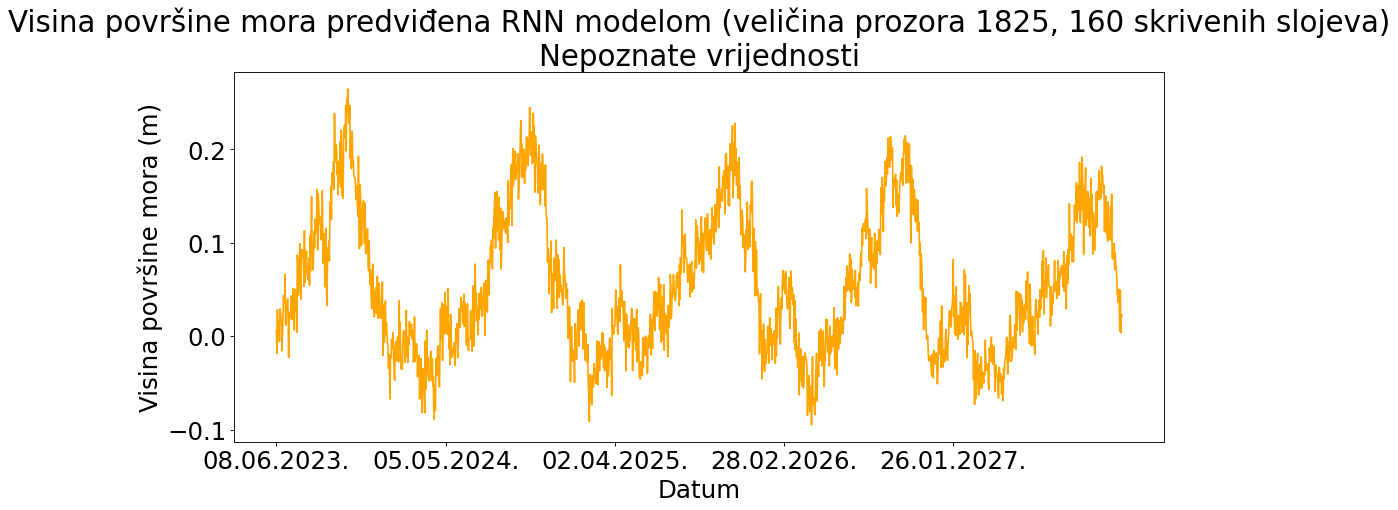 Visina površine mora predviđena RNN modelom (veličina prozora 1825, 160 skrivenih slojeva)
Nepoznate vrijednosti
Visina površine mora (m)
0.2
0.1
0.0
−0.1
08.06.2023. 05.05.2024. 02.04.2025. 28.02.2026. 26.01.2027.
Datum